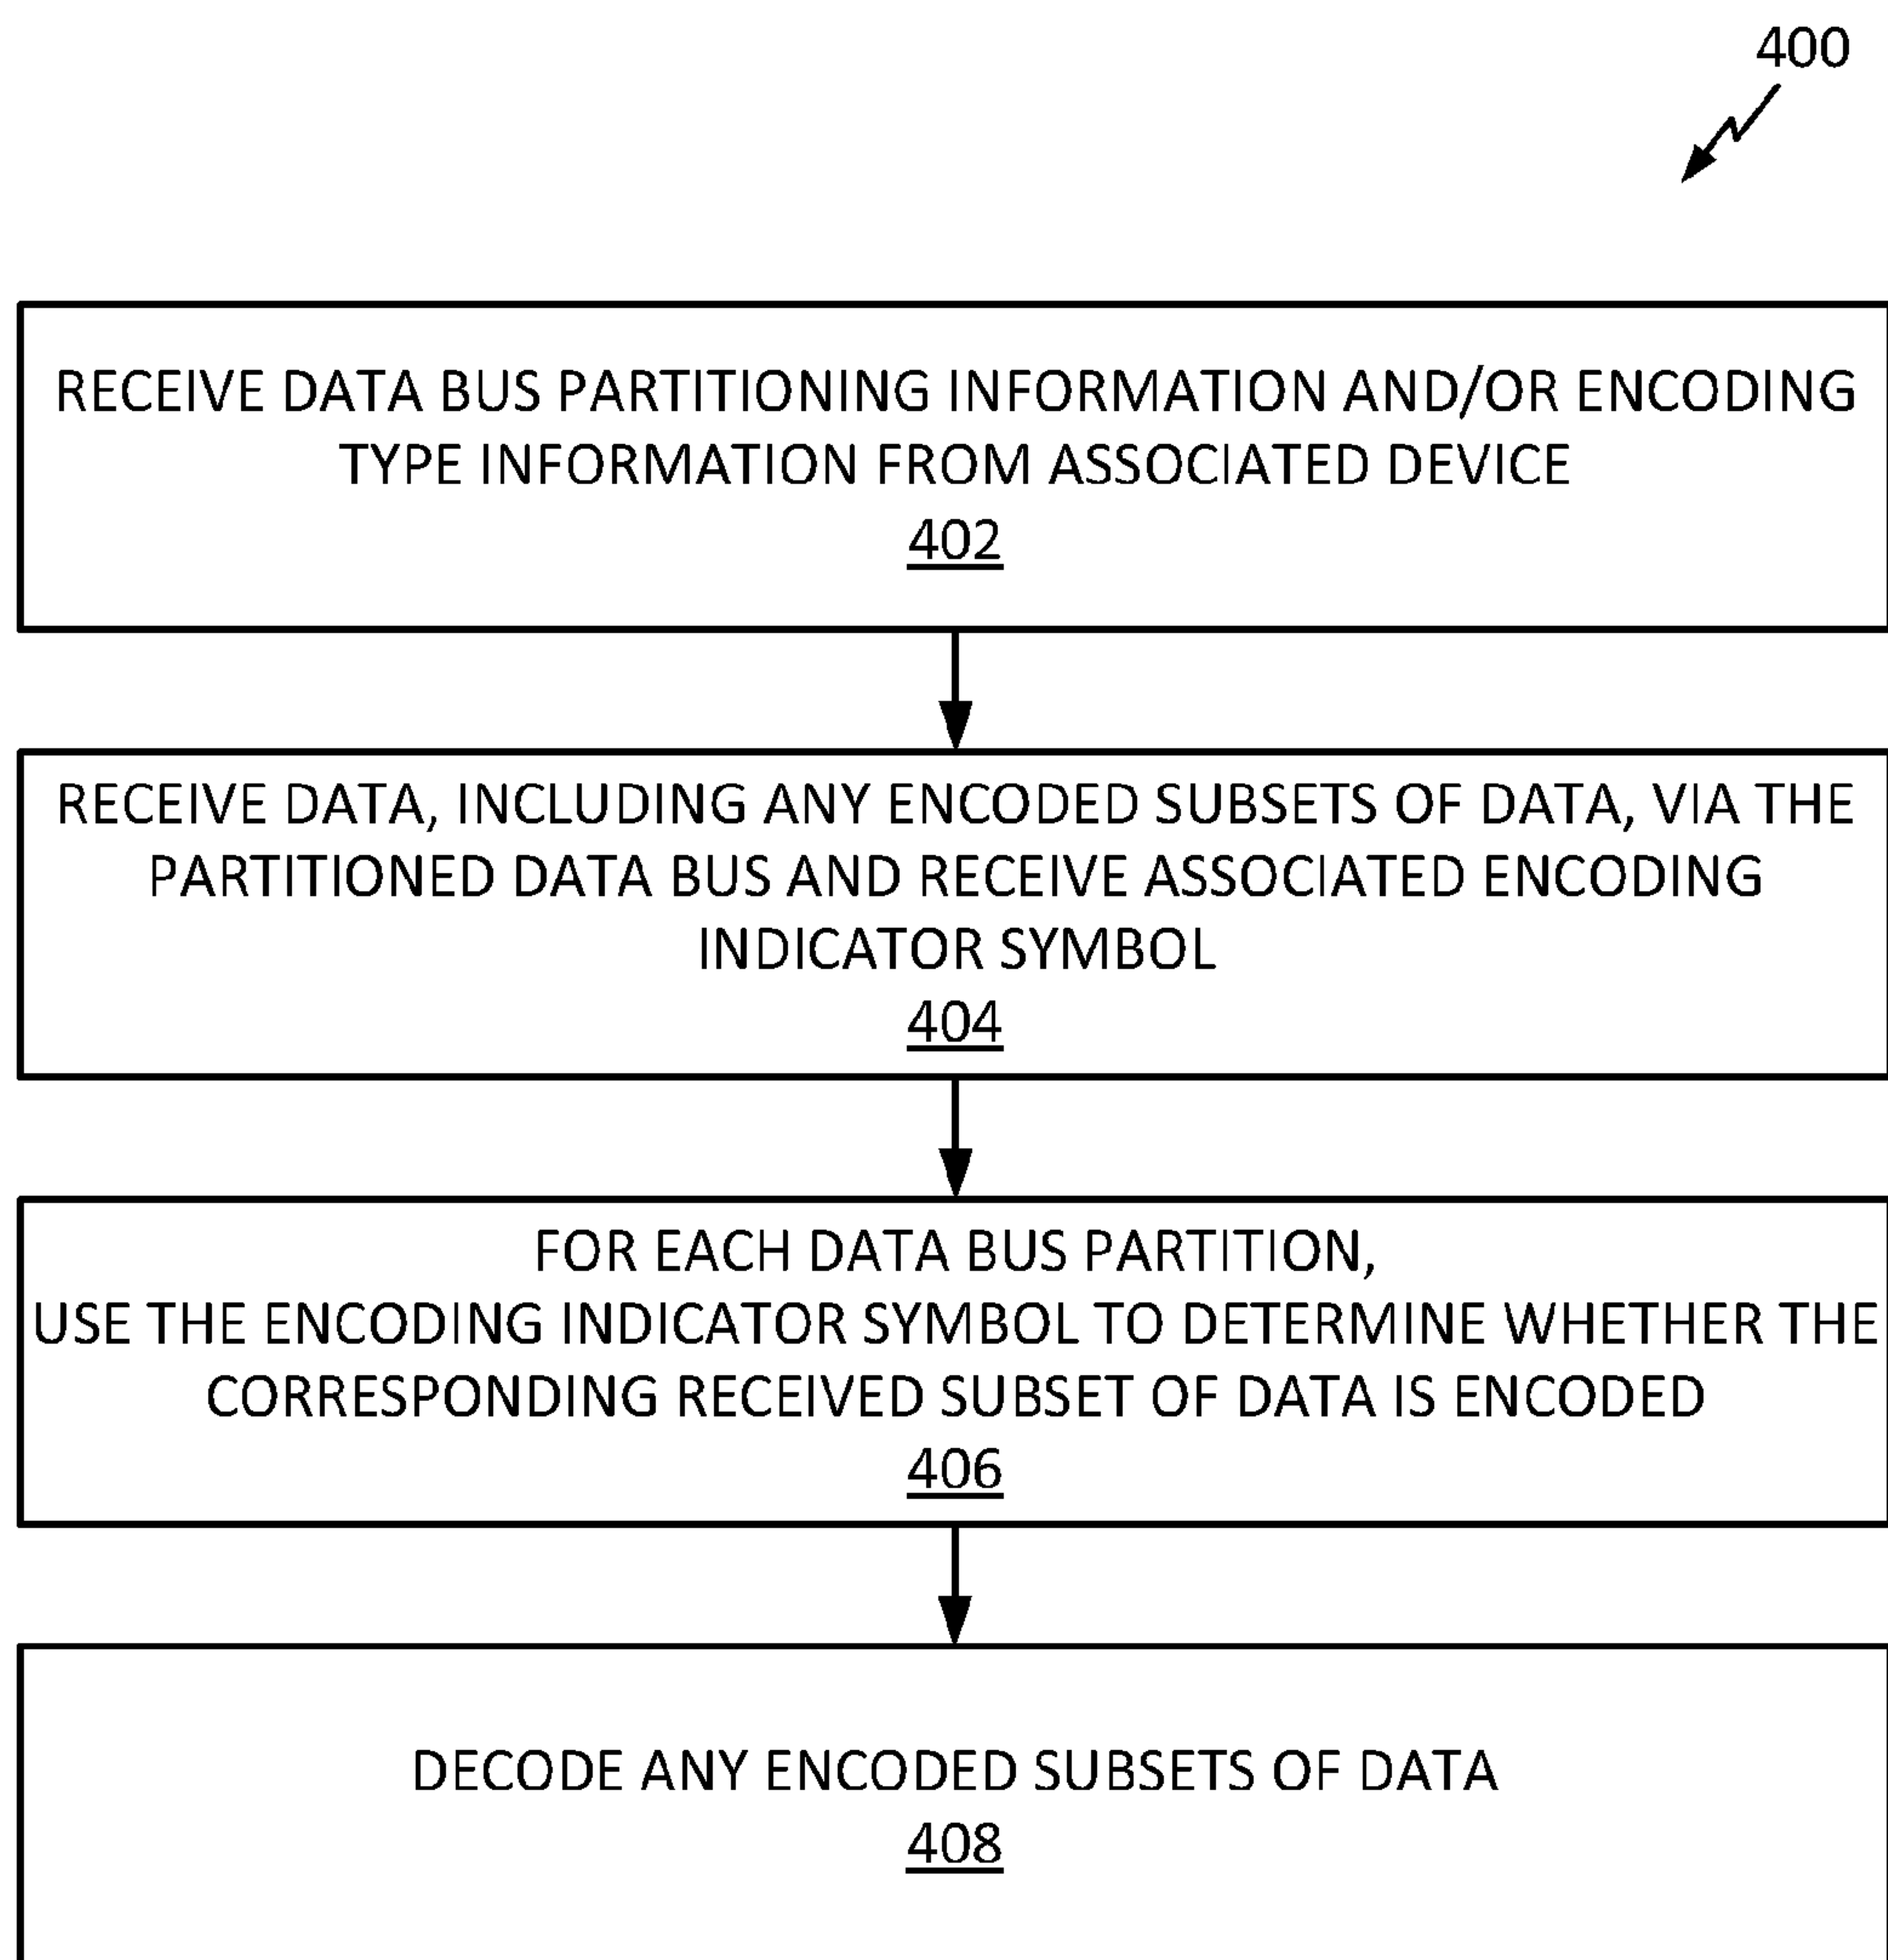 400
RECEIVE DATA BUS PARTITIONING INFORMATION AND/OR ENCODING
TYPE INFORMATION FROM ASSOCIATED DEVICE
402
RECEIVE DATA, INCLUDING ANY ENCODED SUBSETS OF DATA, VIA THE
PARTITIONED DATA BUS AND RECEIVE ASSOCIATED ENCODING
INDICATOR SYMBOL
404
FOR EACH DATA BUS PARTITION,
USE THE ENCODING INDICATOR SYMBOL TO DETERMINE WHETHER THE
CORRESPONDING RECEIVED SUBSET OF DATA IS ENCODED
406
DECODE ANY ENCODED SUBSETS OF DATA
408